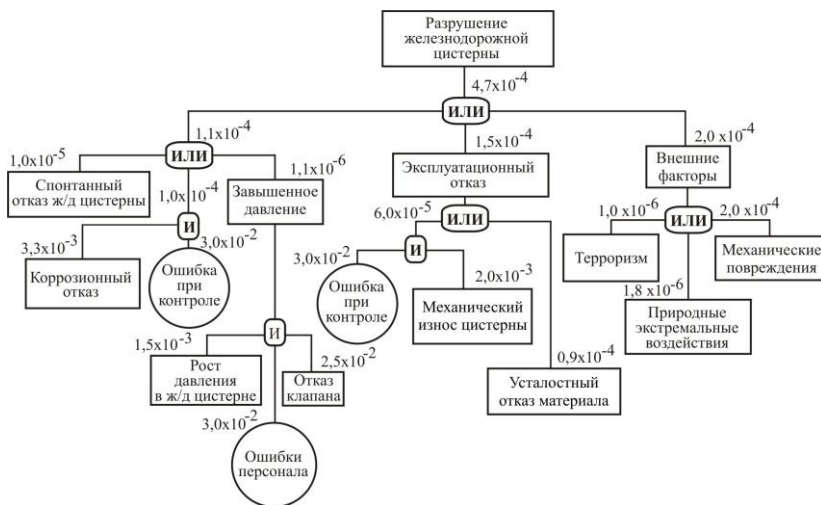 Разрушение
железнодорожной
цистерны
4,7x10⁻⁴
ИЛИ
1,1x10⁻⁴
ИЛИ
1,0x10⁻⁵
Спонтанный
отказ ж/д цистерны
1,0x10⁻⁴
И
3,3x10⁻³
Коррозионный
отказ
3,0x10⁻²
Ошибка
при
контроле
1,1x10⁻⁶
Завышенное
давление
И
1,5x10⁻³
Рост
давления
в ж/д цистерне
2,5x10⁻²
Отказ
клапана
3,0x10⁻²
Ошибки
персонала
1,5x10⁻⁴
Эксплуатационный
отказ
ИЛИ
6,0x10⁻⁵
И
3,0x10⁻²
Ошибка
при
контроле
2,0x10⁻³
Механический
износ цистерны
0,9x10⁻⁴
Усталостный
отказ материала
2,0 x10⁻⁴
Внешние
факторы
ИЛИ
1,0 x10⁻⁶
Терроризм
2,0 x10⁻⁴
Механические
повреждения
1,8 x10⁻⁶
Природные
экстремальные
воздействия